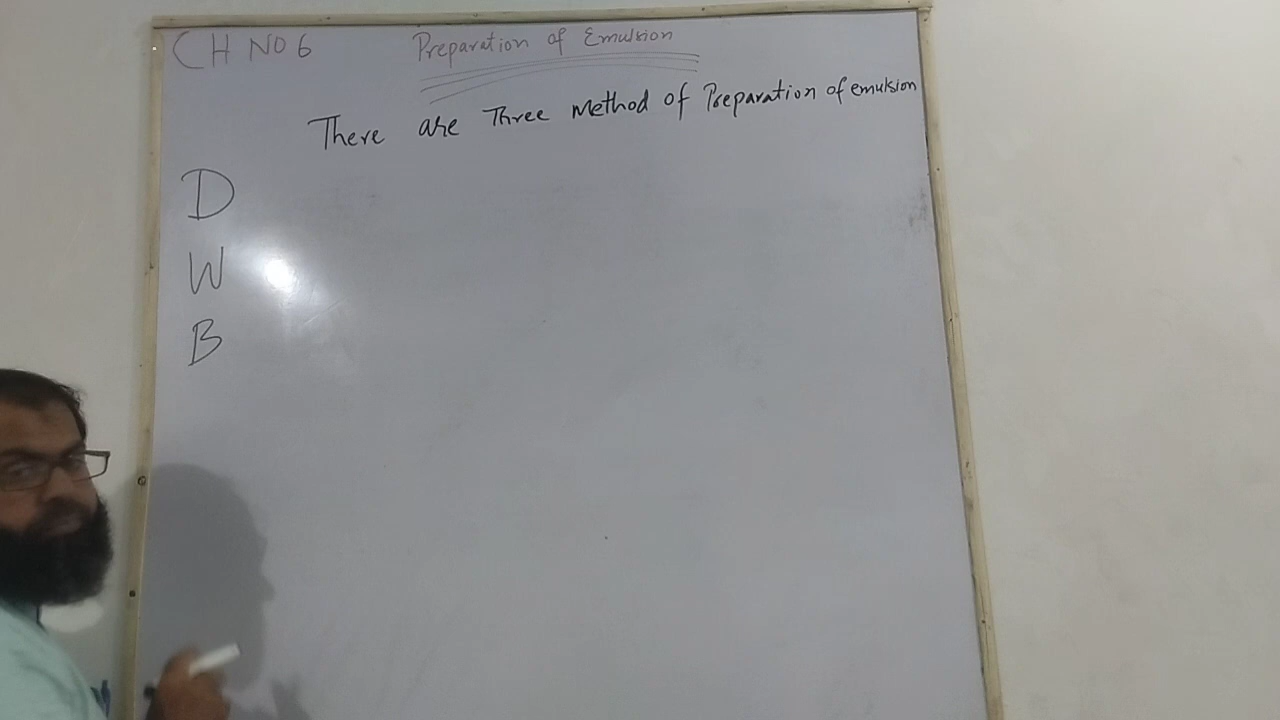 CH NO 6 Preparation of Emulsion
There are Three Method of Preparation of emulsion
D
W
B